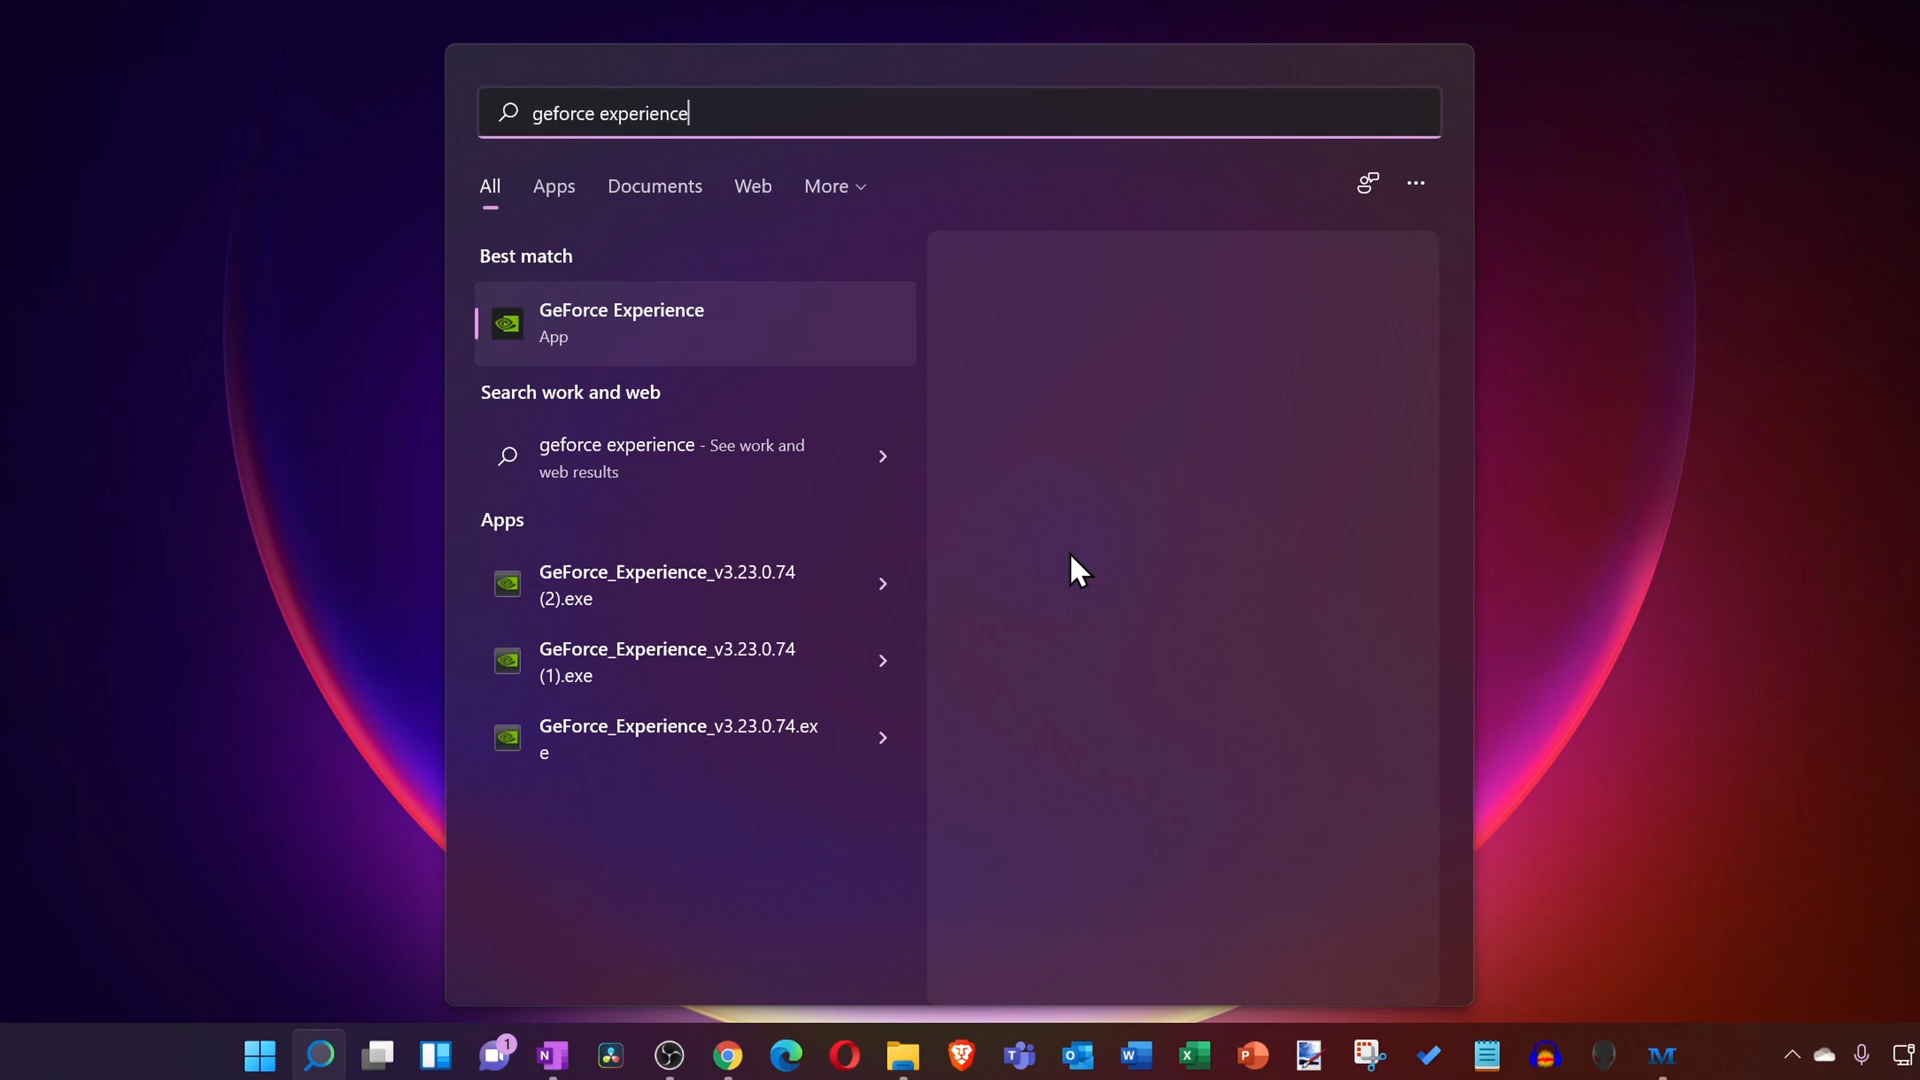 geforce experience
All Apps Documents Web More
Best match
GeForce Experience
App
Search work and web
geforce experience - See work and
web results
Apps
GeForce_Experience_v3.23.0.74
(2).exe
GeForce_Experience_v3.23.0.74
(1).exe
GeForce_Experience_v3.23.0.74.ex
e
1